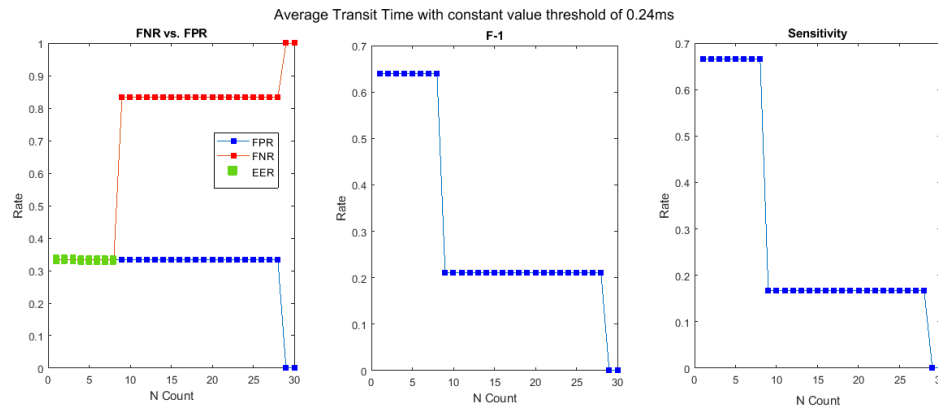 Average Transit Time with constant value threshold of 0.24ms
FNR vs. FPR
1
0.9
0.8
0.7
0.6
0.5
0.4
0.3
0.2
0.1
0
Rate
0 5 10 15 20 25 30
N Count
FPR
FNR
EER
F-1
0.7
0.6
0.5
0.4
0.3
0.2
0.1
0
Rate
0 5 10 15 20 25 30
N Count
Sensitivity
0.7
0.6
0.5
0.4
0.3
0.2
0.1
0
Rate
0 5 10 15 20 25
N Count